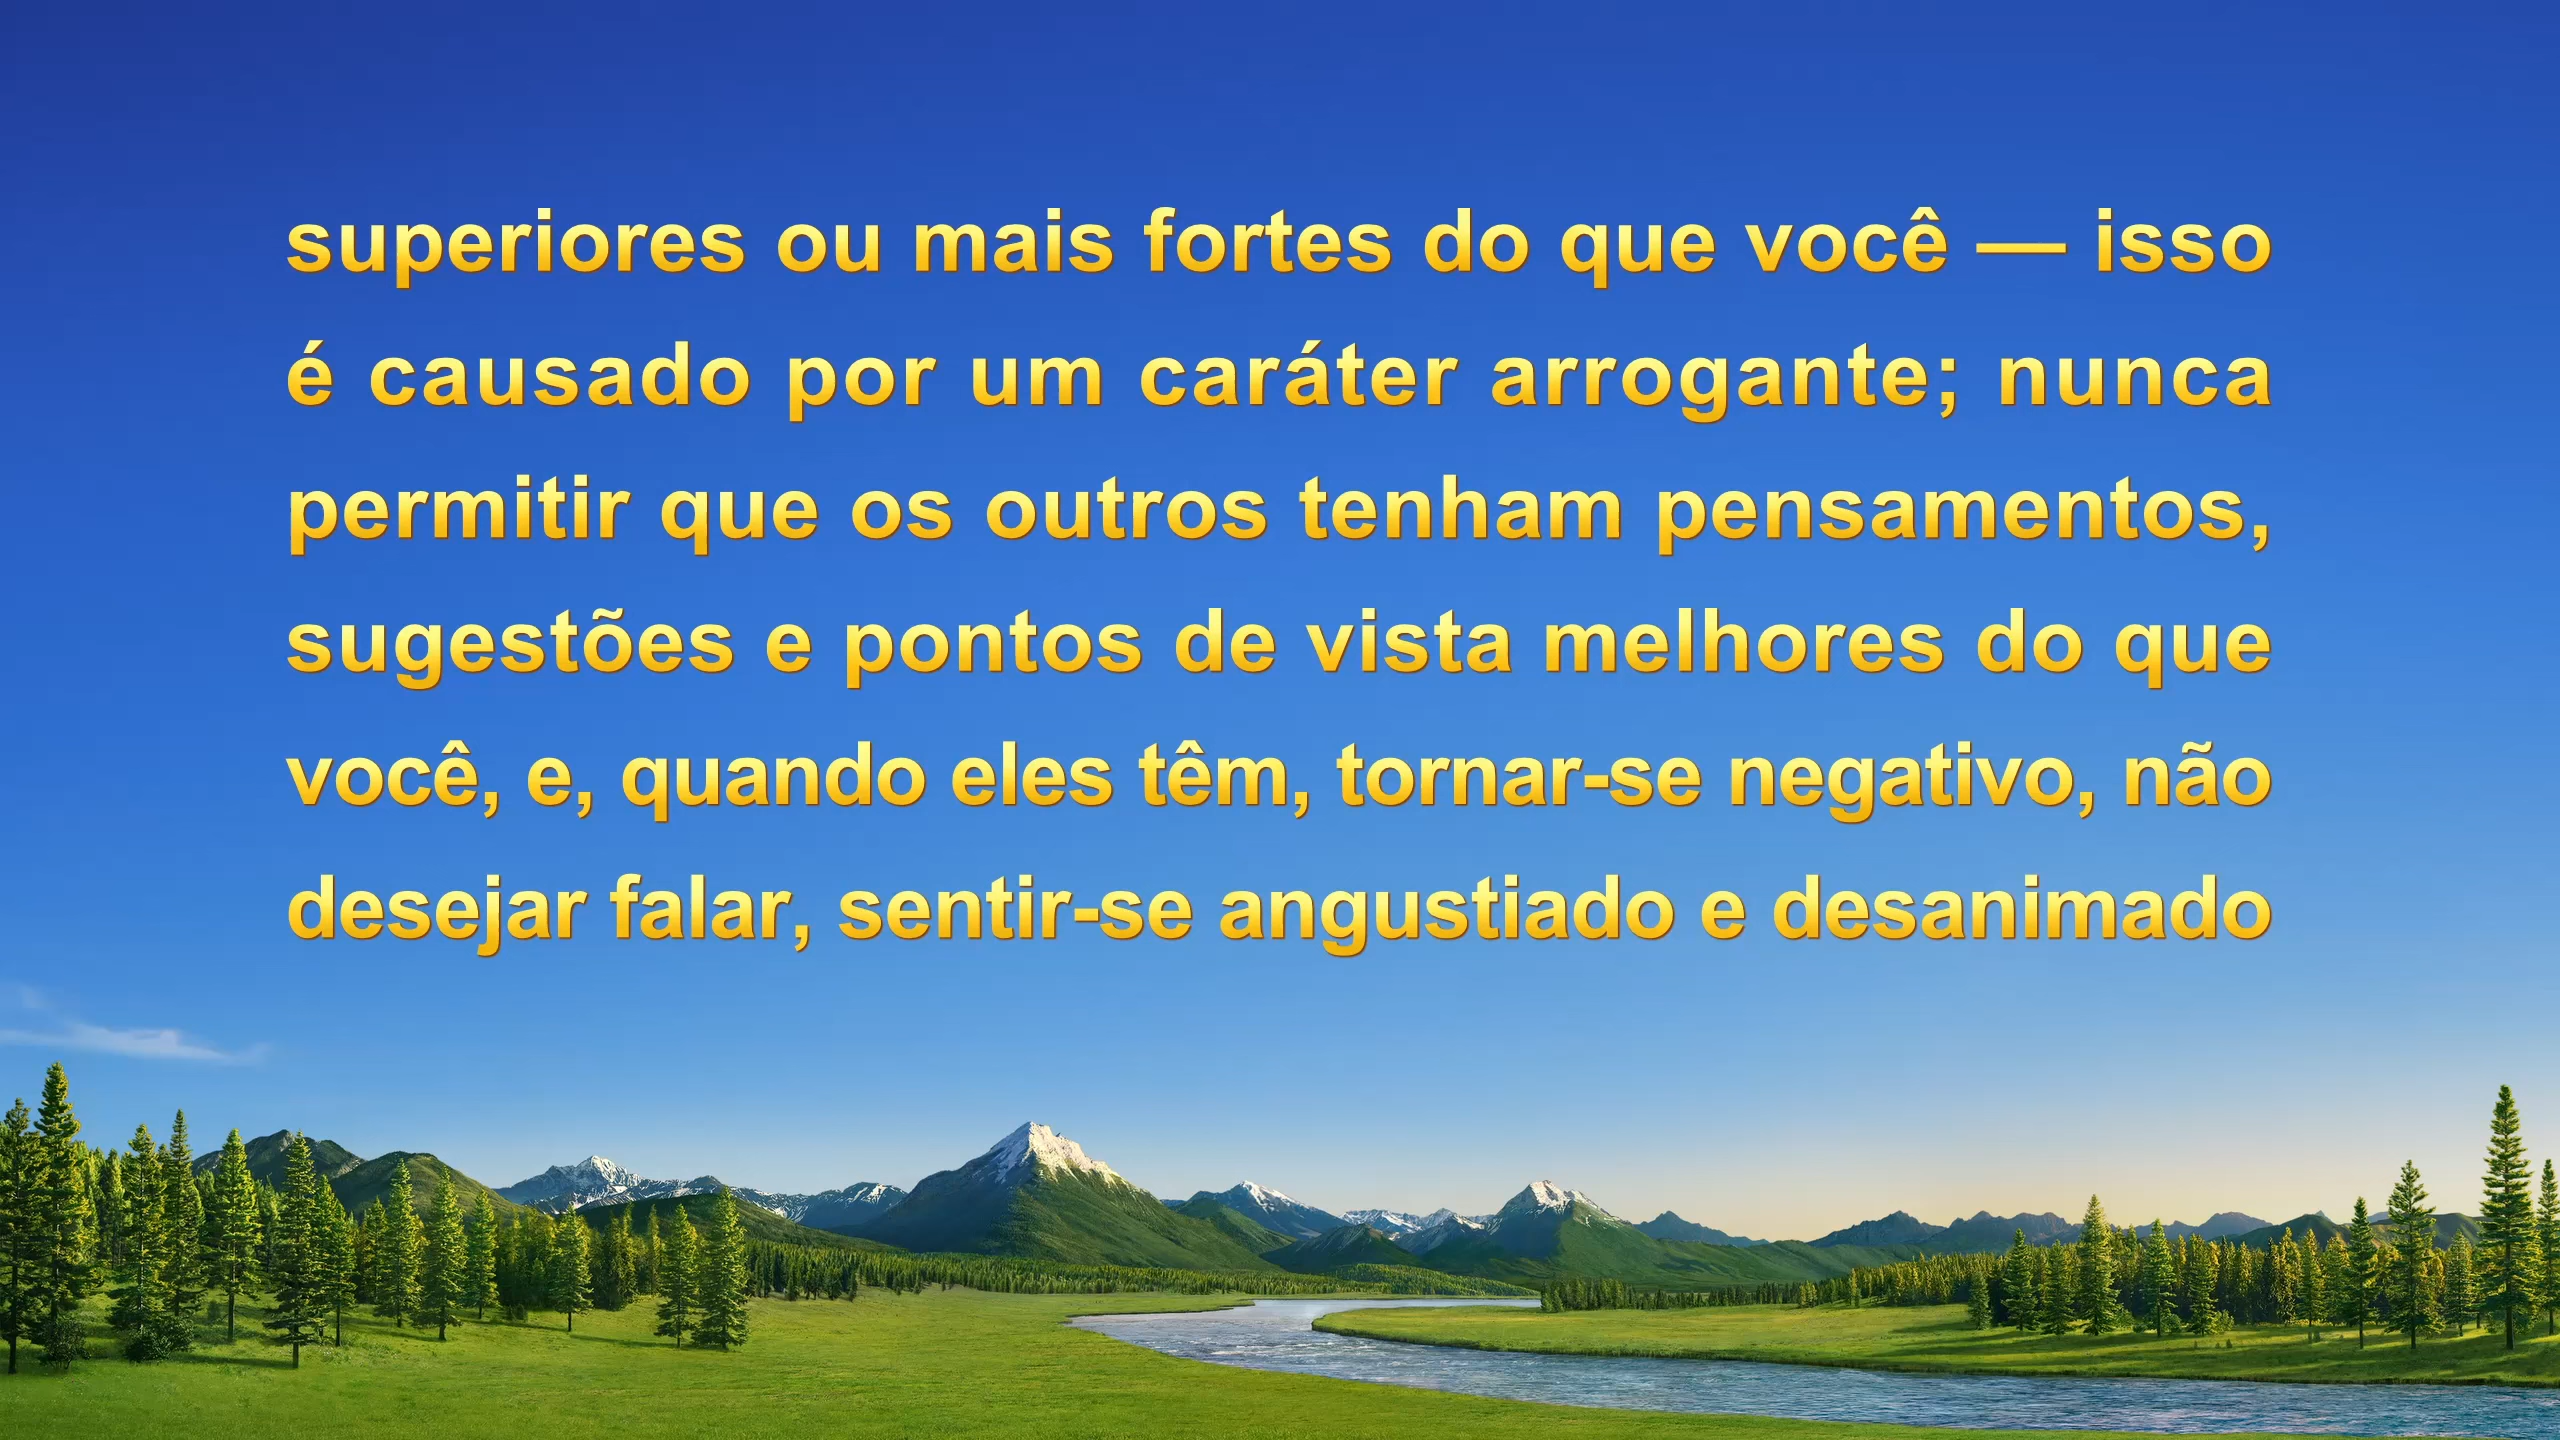 superiores ou mais fortes do que você — isso
é causado por um caráter arrogante; nunca
permitir que os outros tenham pensamentos,
sugestões e pontos de vista melhores do que
você, e, quando eles têm, tornar-se negativo, não
desejar falar, sentir-se angustiado e desanimado